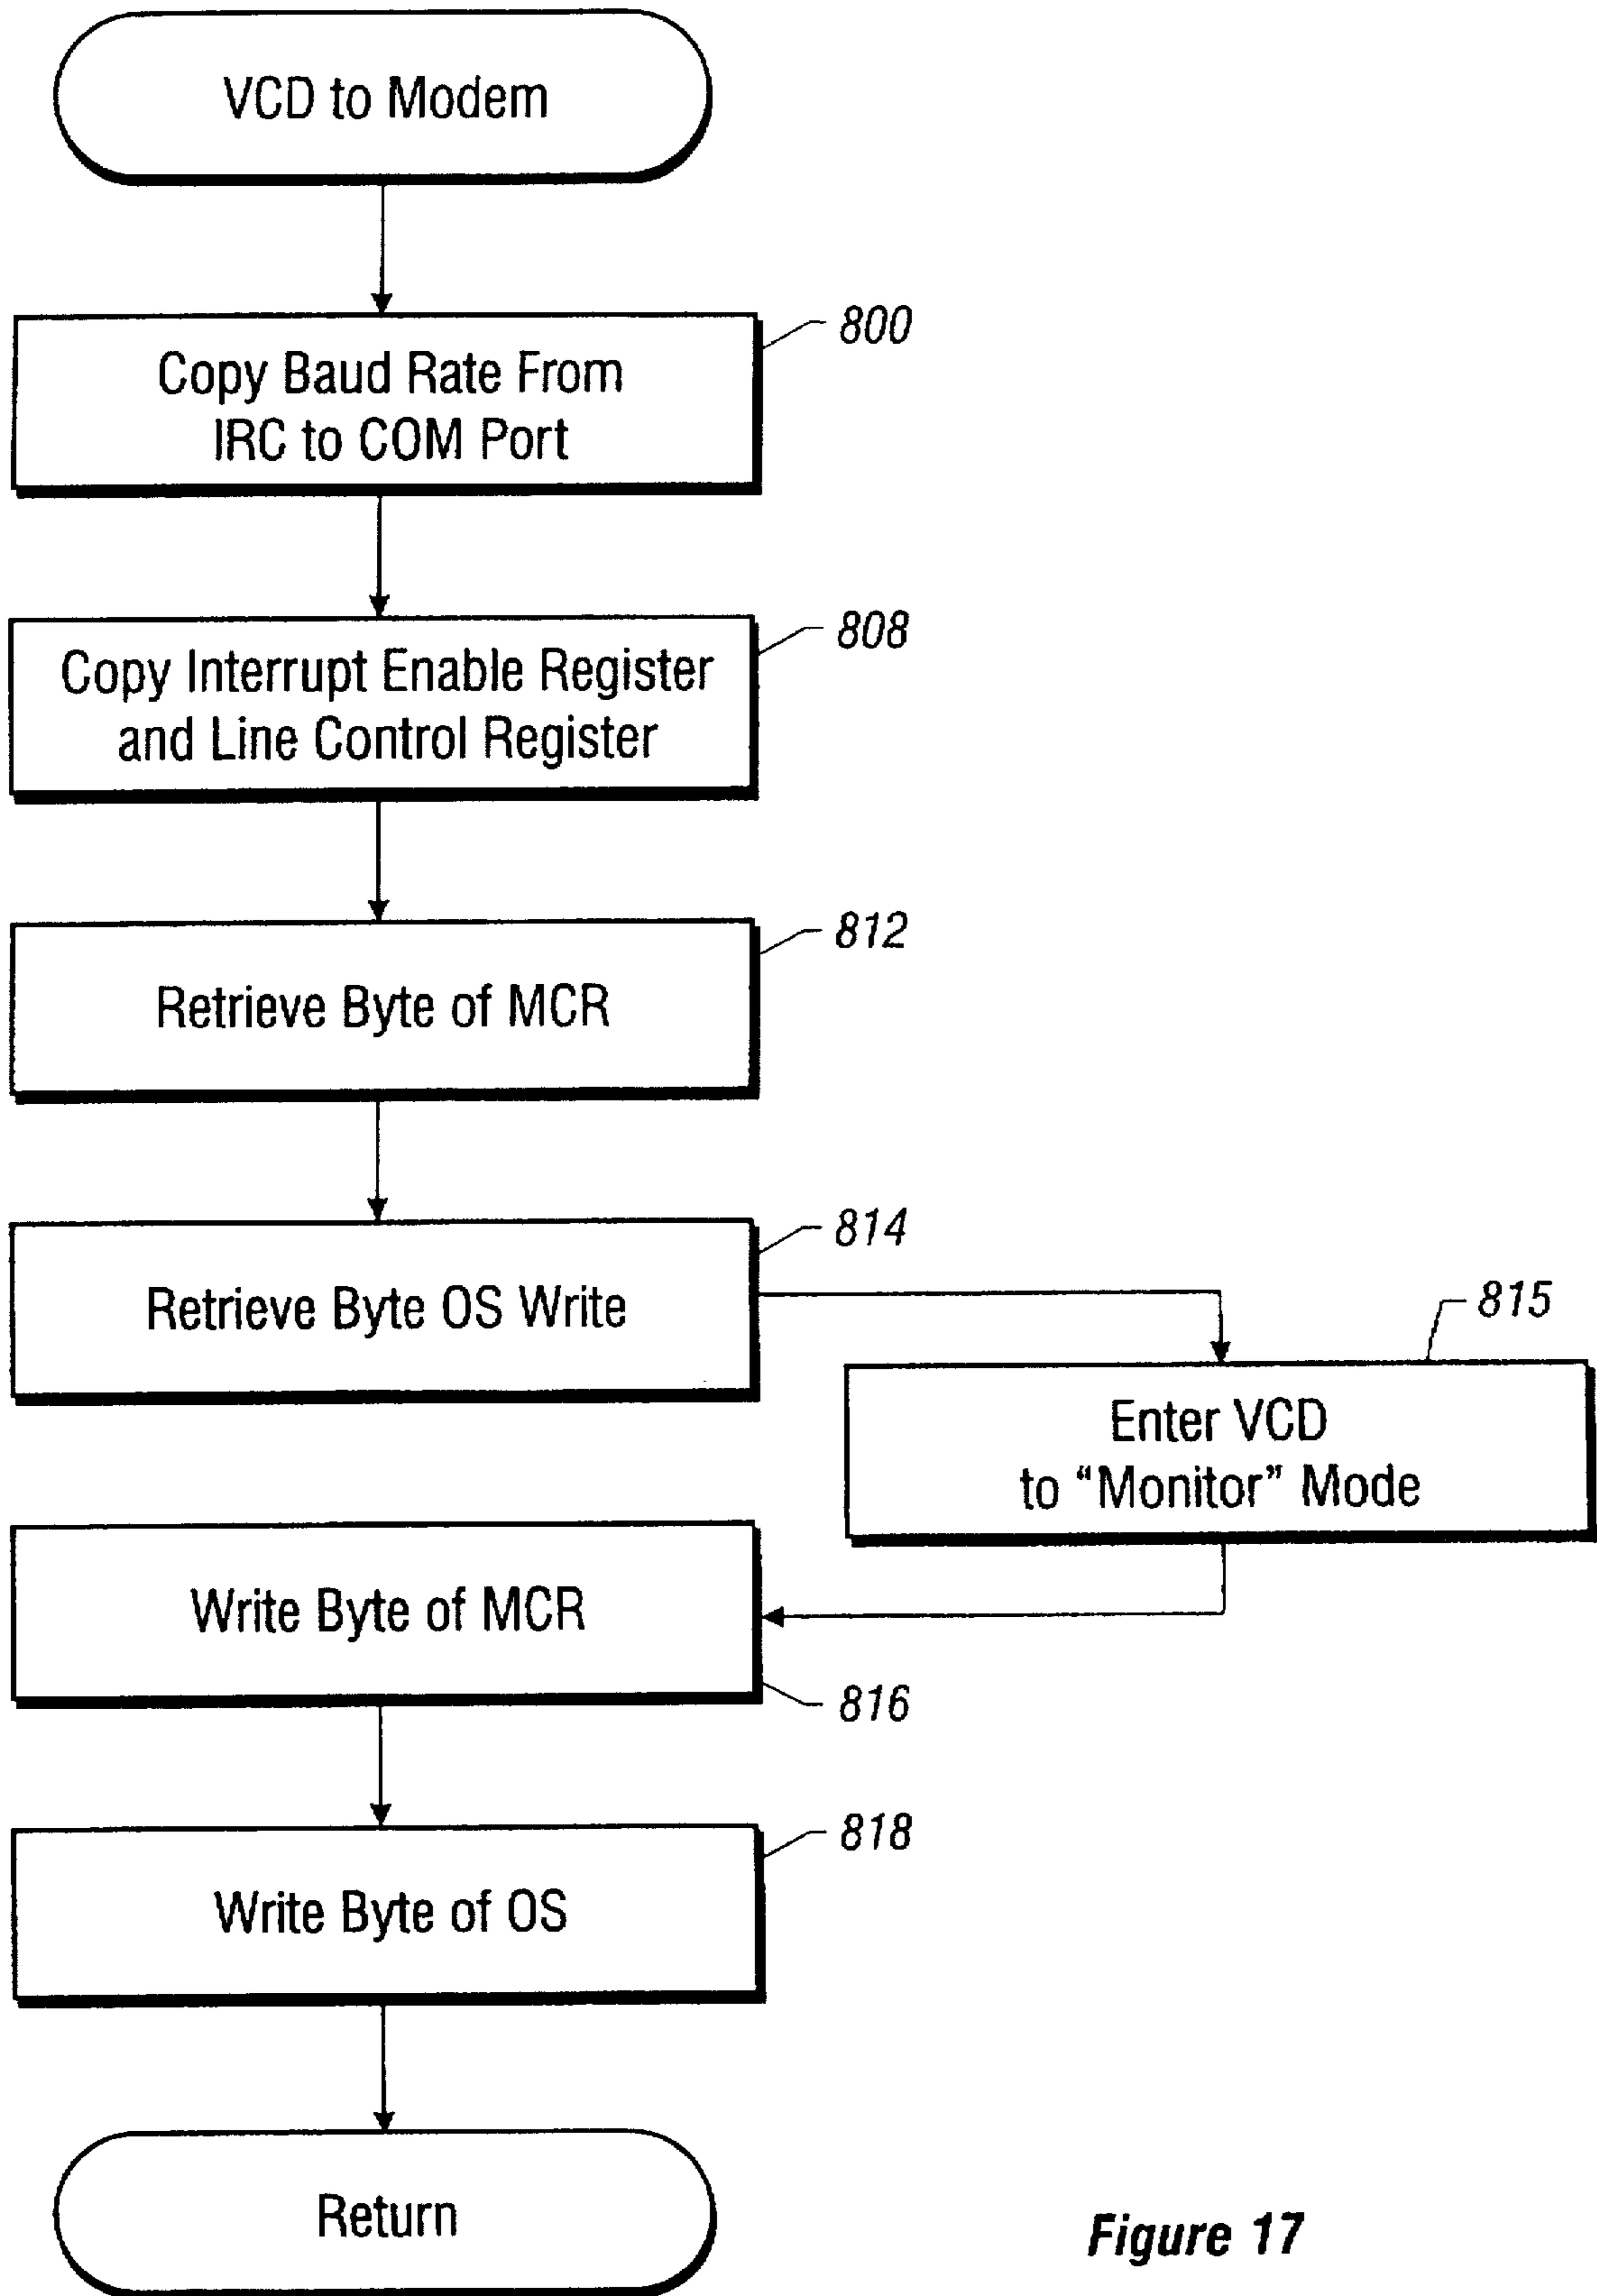 VCD to Modem
800
Copy Baud Rate From
IRC to COM Port
808
Copy Interrupt Enable Register
and Line Control Register
812
Retrieve Byte of MCR
814
Retrieve Byte OS Write
815
Enter VCD
to “Monitor” Mode
Write Byte of MCR
816
818
Write Byte of OS
Return
Figure 17